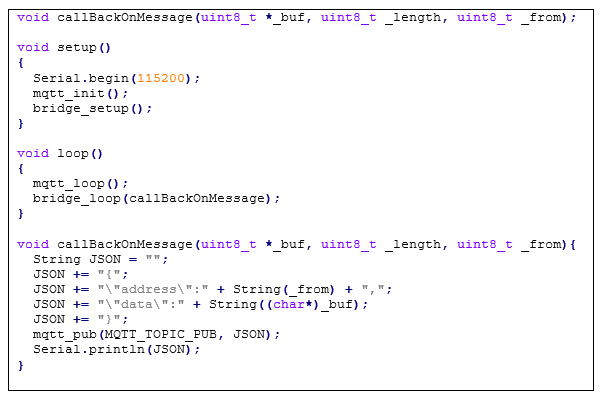 void callBackOnMessage(uint8_t *_buf, uint8_t _length, uint8_t _from);
void setup()
{
Serial.begin(115200);
mqtt_init();
bridge_setup();
}
void loop()
{
mqtt_loop();
bridge_loop(callBackOnMessage);
}
void callBackOnMessage(uint8_t *_buf, uint8_t _length, uint8_t _from){
String JSON = "";
JSON += "{";
JSON += "\"address\":" + String(_from) + ",";
JSON += "\"data\":" + String((char*)_buf);
JSON += "}";
mqtt_pub(MQTT_TOPIC_PUB, JSON);
Serial.println(JSON);
}